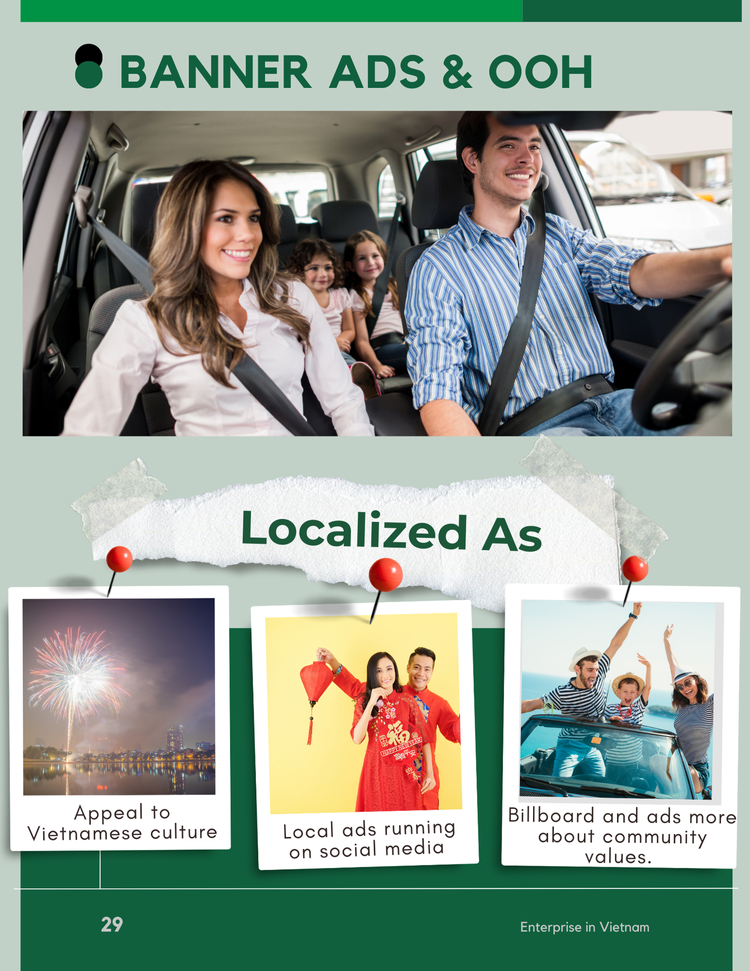 BANNER ADS & OOH
Localized As
Appeal to
Vietnamese culture
福
Local ads running
on social media
Billboard and ads more
about community
values.
29
Enterprise in Vietnam